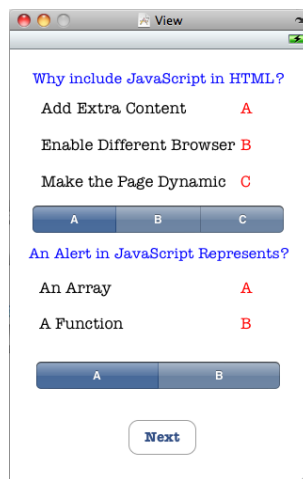 View
Why include JavaScript in HTML?
Add Extra Content A
Enable Different Browser B
Make the Page Dynamic C
A B C
An Alert in JavaScript Represents?
An Array A
A Function B
A B
Next